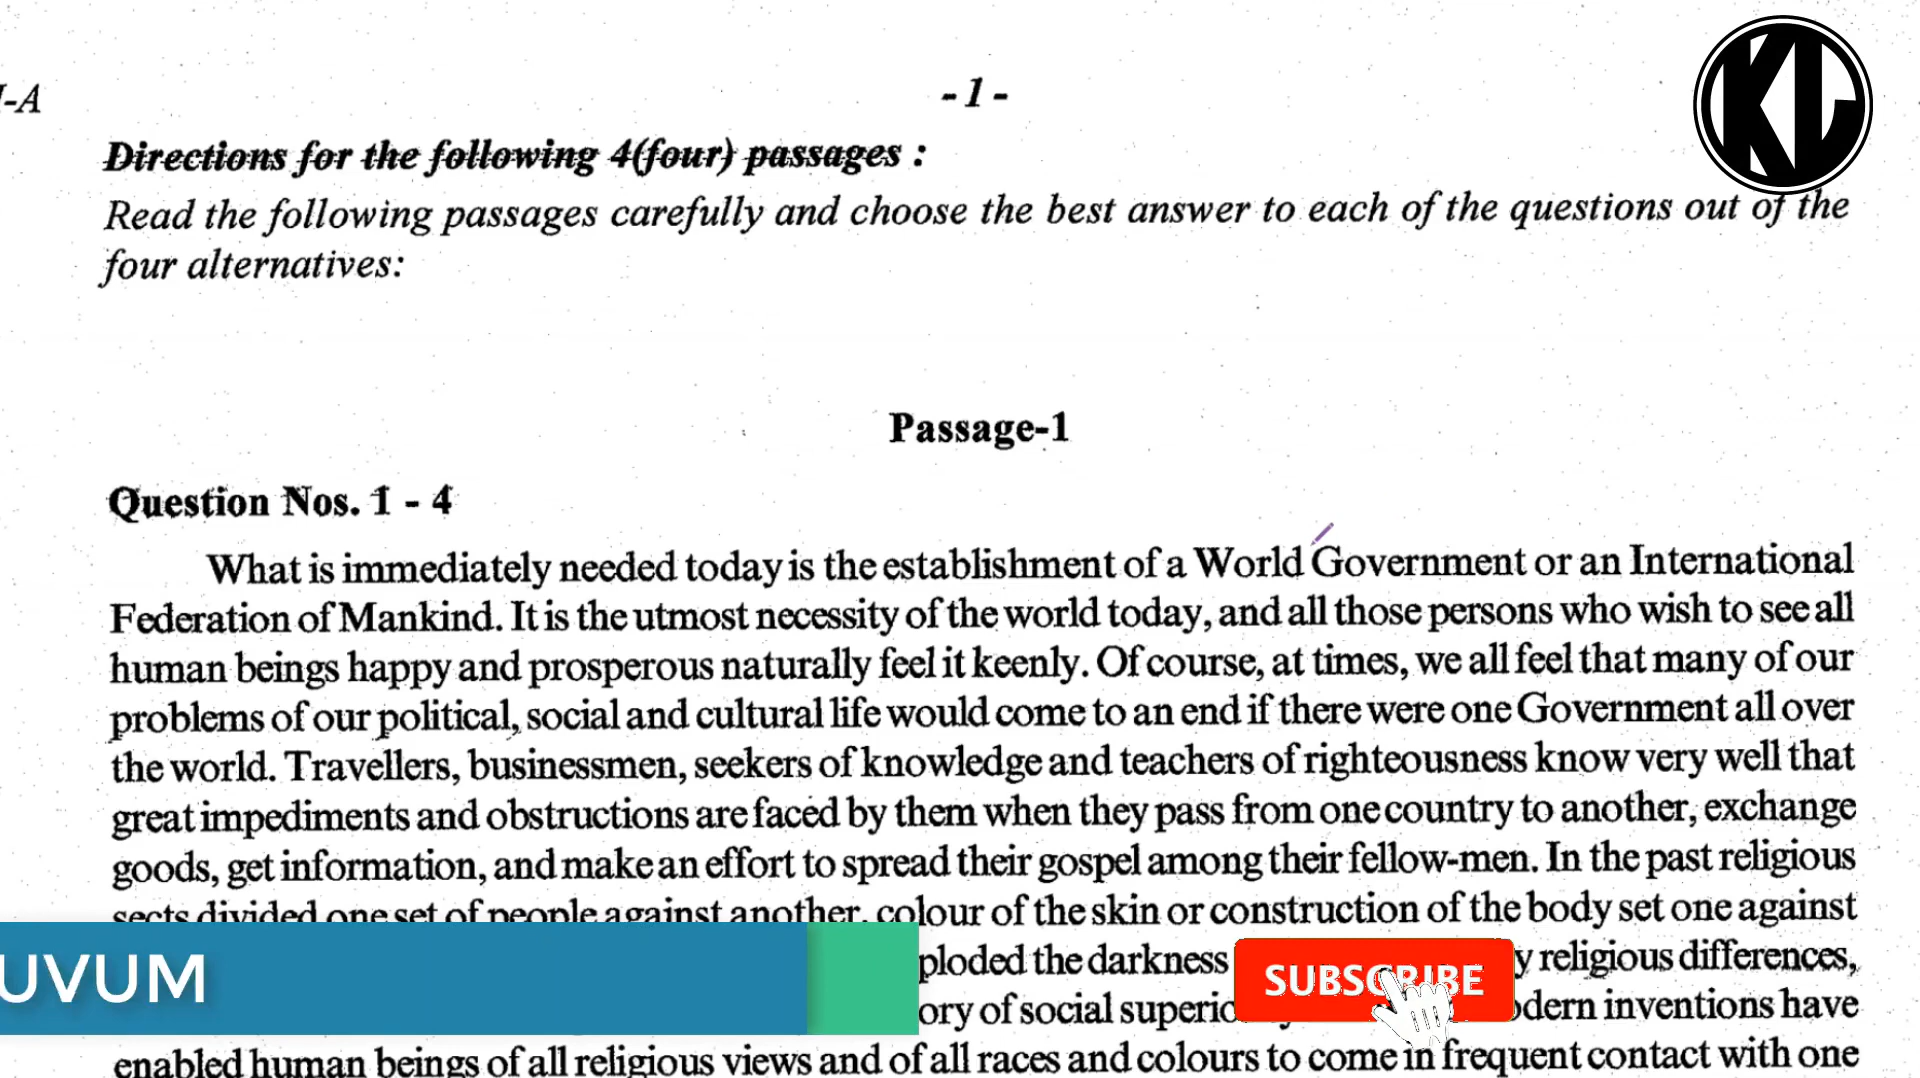 -A
- 1 -
KL
Directions for the following 4(four) passages :
Read the following passages carefully and choose the best answer to each of the questions out of the
four alternatives:
Passage-1
Question Nos. 1 - 4
What is immediately needed today is the establishment of a World Government or an International
Federation of Mankind. It is the utmost necessity of the world today, and all those persons who wish to see all
human beings happy and prosperous naturally feel it keenly. Of course, at times, we all feel that many of our
problems of our political, social and cultural life would come to an end if there were one Government all over
the world. Travellers, businessmen, seekers of knowledge and teachers of righteousness know very well that
great impediments and obstructions are faced by them when they pass from one country to another, exchange
goods, get information, and make an effort to spread their gospel among their fellow-men. In the past religious
sects divided one set of people against another, colour of the skin or construction of the body set one against
UVUM
ploded the darkness
SUBSCRIBE
y religious differences,
ory of social superio
odern inventions have
enabled human beings of all religious views and of all races and colours to come in frequent contact with one